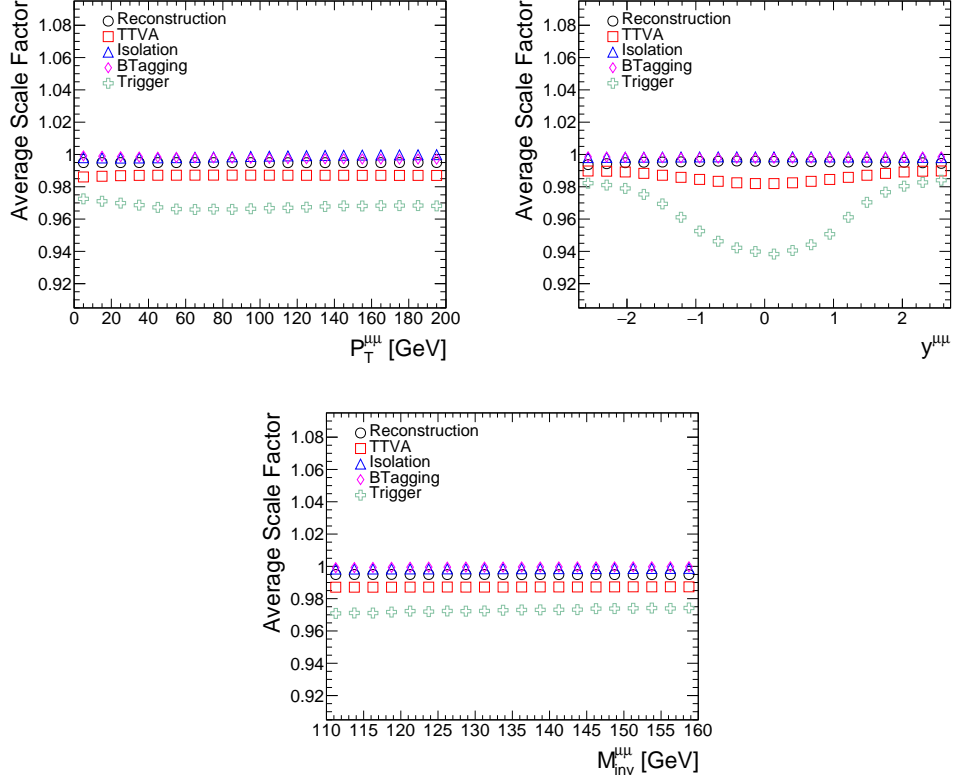 Average Scale Factor
1.08
1.06
1.04
1.02
1
0.98
0.96
0.94
0.92
Reconstruction
TTVA
Isolation
BTagging
Trigger
0 20 40 60 80 100 120 140 160 180 200
P_T^μμ [GeV]
Average Scale Factor
1.08
1.06
1.04
1.02
1
0.98
0.96
0.94
0.92
Reconstruction
TTVA
Isolation
BTagging
Trigger
−2 −1 0 1 2
y^μμ
Average Scale Factor
1.08
1.06
1.04
1.02
1
0.98
0.96
0.94
0.92
Reconstruction
TTVA
Isolation
BTagging
Trigger
110 115 120 125 130 135 140 145 150 155 160
M_inv^μμ [GeV]